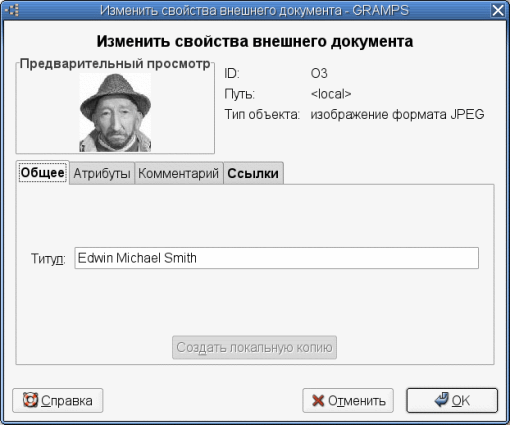 Изменить свойства внешнего документа - GRAMPS
Изменить свойства внешнего документа
Предварительный просмотр
ID: O3
Путь: <local>
Тип объекта: изображение формата JPEG
Общее Атрибуты Комментарий Ссылки
Титул: Edwin Michael Smith
Создать локальную копию
Справка Отменить OK